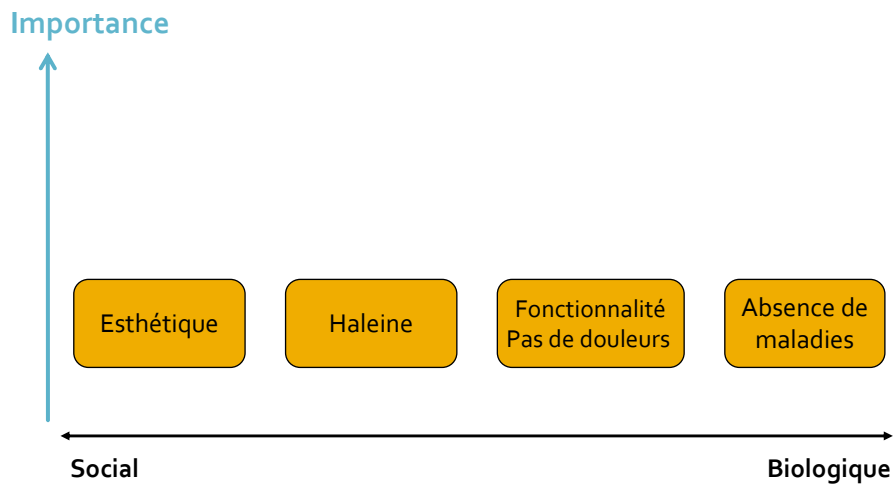 Importance
Esthétique
Haleine
Fonctionnalité
Pas de douleurs
Absence de
maladies
Social
Biologique